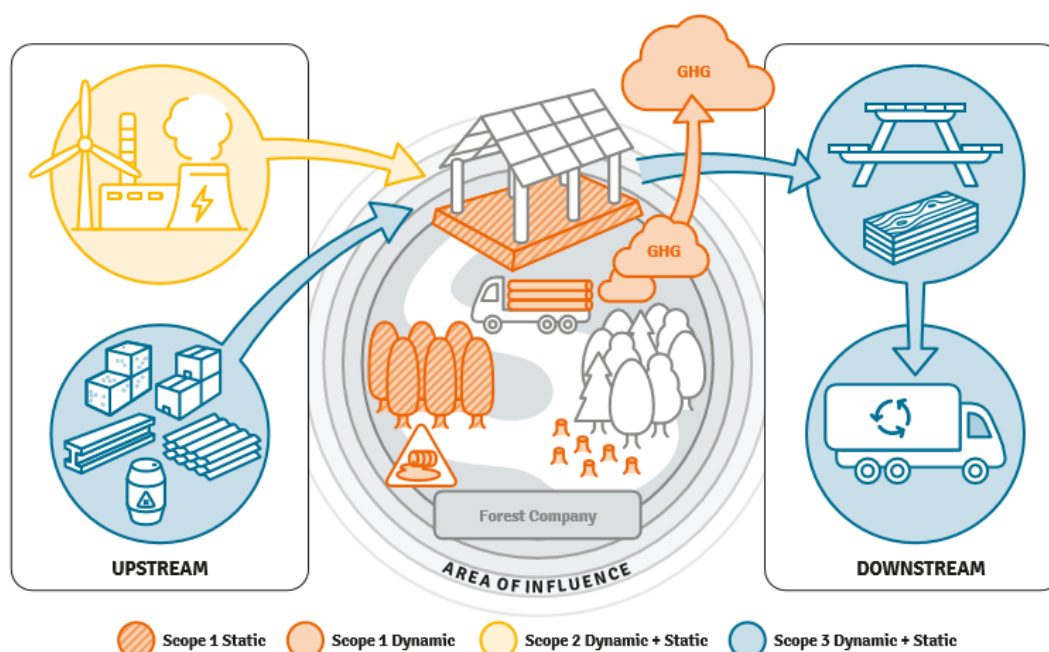 GHG
GHG
Forest Company
UPSTREAM
AREA OF INFLUENCE
DOWNSTREAM
Scope 1 Static
Scope 1 Dynamic
Scope 2 Dynamic + Static
Scope 3 Dynamic + Static